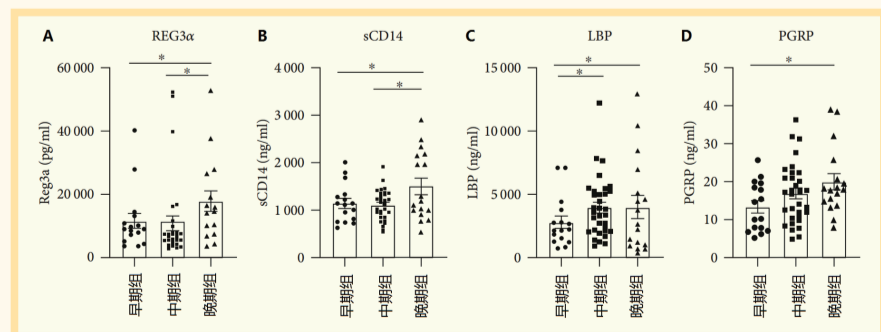 A REG3α
*
*
Reg3a (pg/ml)
60 000
40 000
20 000
0
早期组 中期组 晚期组
B sCD14
*
*
sCD14 (ng/ml)
4 000
3 000
2 000
1 000
0
早期组 中期组 晚期组
C LBP
*
*
LBP (ng/ml)
15 000
10 000
5 000
0
早期组 中期组 晚期组
D PGRP
*
PGRP (ng/ml)
50
40
30
20
10
0
早期组 中期组 晚期组